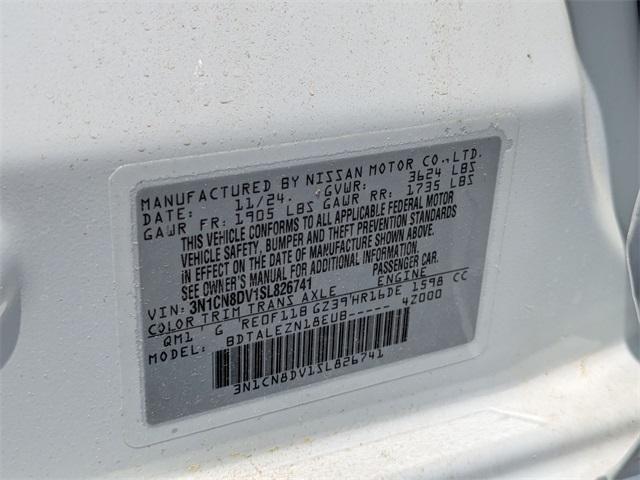 MANUFACTURED BY NISSAN MOTOR CO.,LTD.
DATE: 11/24. GVWR: 3624 LBS
GAWR FR: 1905 LBS GAWR RR: 1735 LBS
THIS VEHICLE CONFORMS TO ALL APPLICABLE FEDERAL MOTOR
VEHICLE SAFETY, BUMPER AND THEFT PREVENTION STANDARDS
IN EFFECT ON THE DATE OF MANUFACTURE SHOWN ABOVE.
SEE OWNER'S MANUAL FOR ADDITIONAL INFORMATION.
VIN: 3N1CN8DV1SL826741 PASSENGER CAR.
COLOR TRIM TRANS AXLE ENGINE
QM1 G RE0F11B GZ39 HR16DE 1598 CC
MODEL: BDTALEZN18EUB----- 4Z000
3N1CN8DV1SL826741